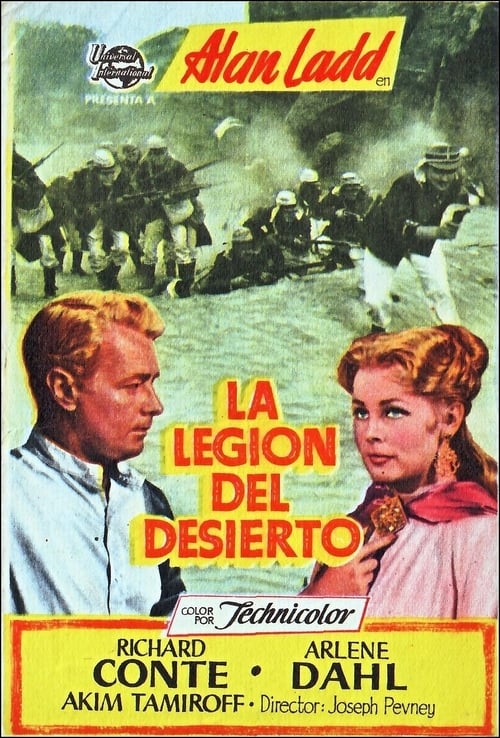 Universal
International
PRESENTA A
Alan Ladd
en
LA
LEGION
DEL
DESIERTO
COLOR
POR Technicolor
RICHARD ARLENE
CONTE • DAHL
AKIM TAMIROFF • Director: Joseph Pevney